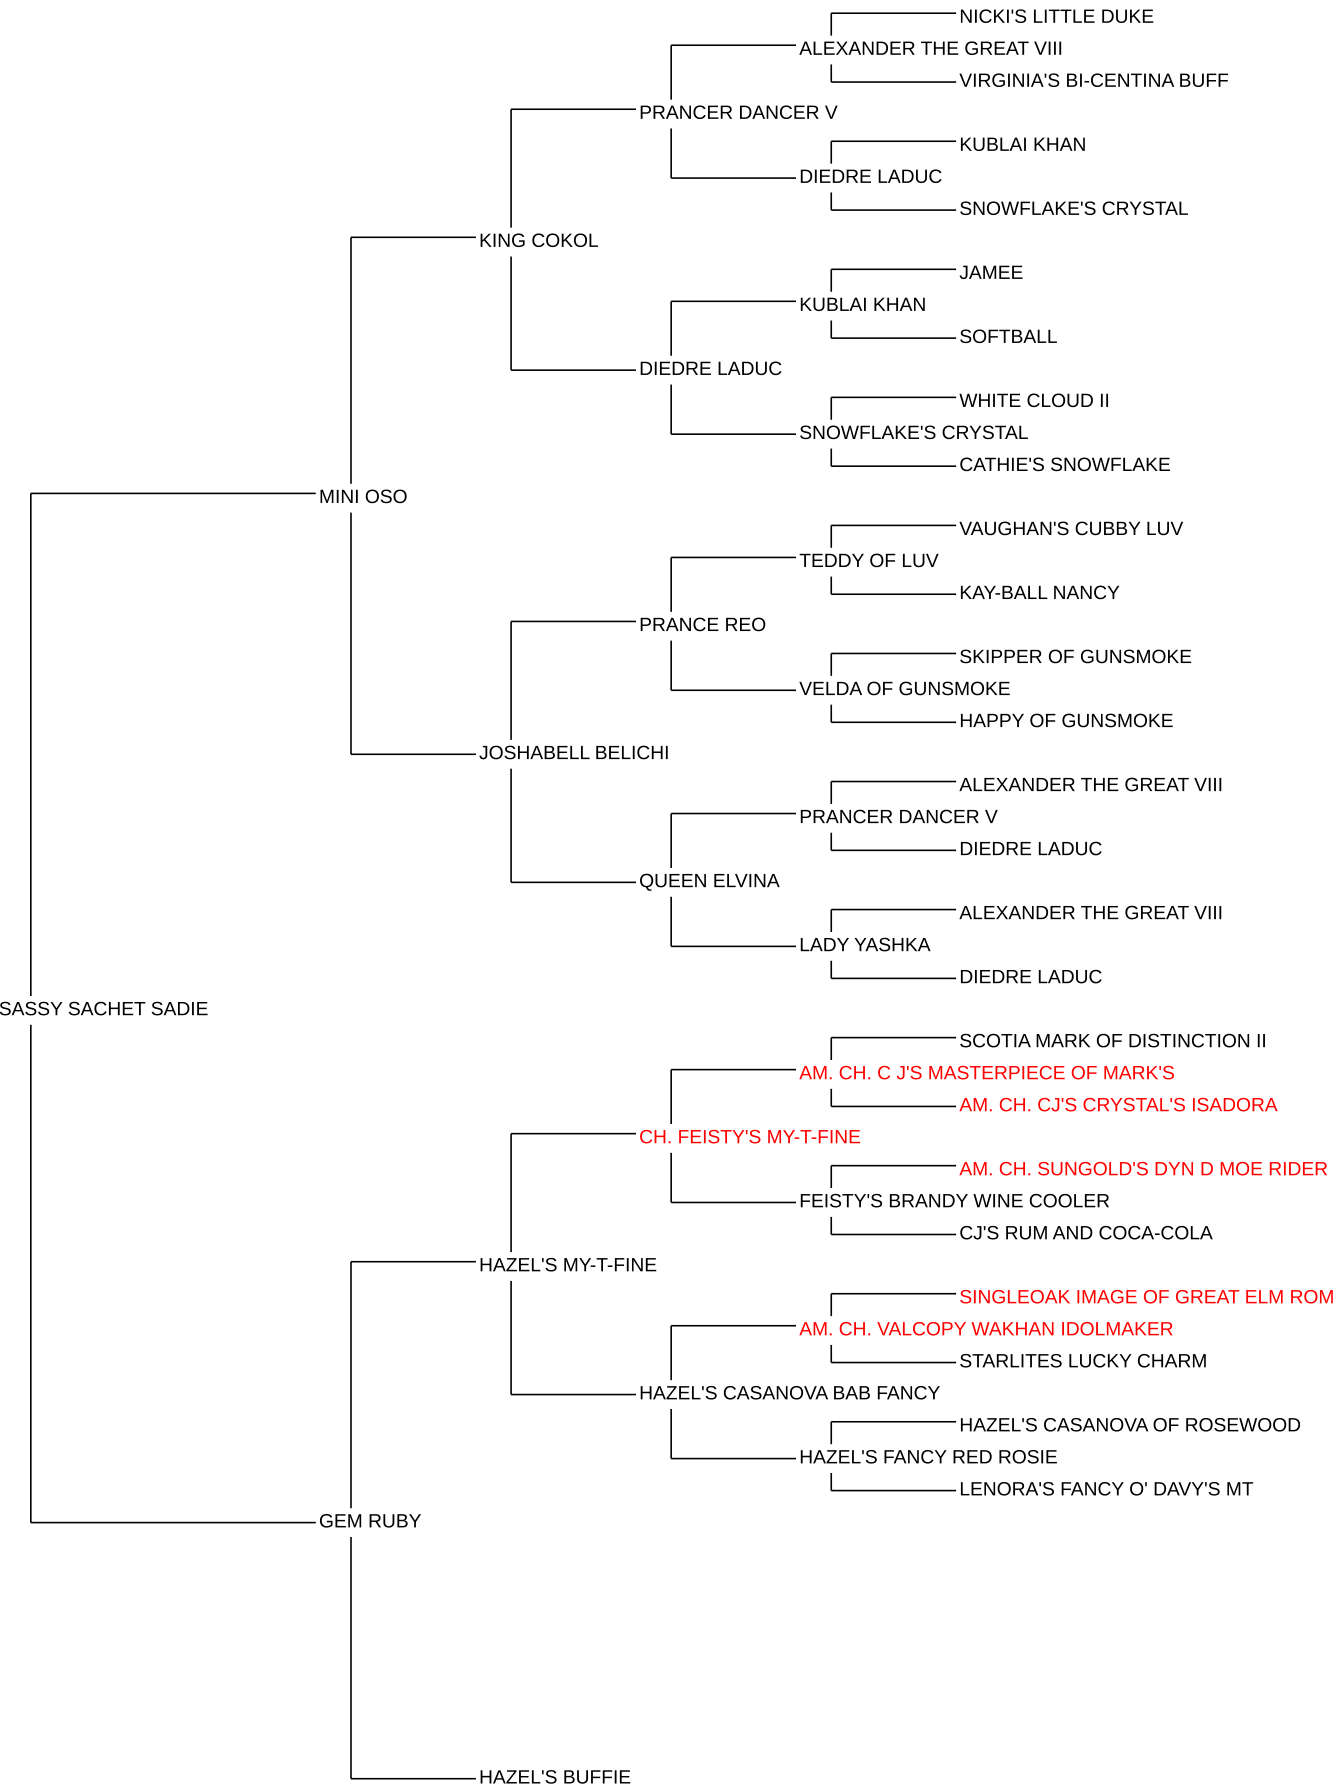 NICKI'S LITTLE DUKE
ALEXANDER THE GREAT VIII
VIRGINIA'S BI-CENTINA BUFF
PRANCER DANCER V
KUBLAI KHAN
DIEDRE LADUC
SNOWFLAKE'S CRYSTAL
KING COKOL
JAMEE
KUBLAI KHAN
SOFTBALL
DIEDRE LADUC
WHITE CLOUD II
SNOWFLAKE'S CRYSTAL
CATHIE'S SNOWFLAKE
MINI OSO
VAUGHAN'S CUBBY LUV
TEDDY OF LUV
KAY-BALL NANCY
PRANCE REO
SKIPPER OF GUNSMOKE
VELDA OF GUNSMOKE
HAPPY OF GUNSMOKE
JOSHABELL BELICHI
ALEXANDER THE GREAT VIII
PRANCER DANCER V
DIEDRE LADUC
QUEEN ELVINA
ALEXANDER THE GREAT VIII
LADY YASHKA
DIEDRE LADUC
SASSY SACHET SADIE
SCOTIA MARK OF DISTINCTION II
AM. CH. C J'S MASTERPIECE OF MARK'S
AM. CH. CJ'S CRYSTAL'S ISADORA
CH. FEISTY'S MY-T-FINE
AM. CH. SUNGOLD'S DYN D MOE RIDER
FEISTY'S BRANDY WINE COOLER
CJ'S RUM AND COCA-COLA
HAZEL'S MY-T-FINE
SINGLEOAK IMAGE OF GREAT ELM ROM
AM. CH. VALCOPY WAKHAN IDOLMAKER
STARLITES LUCKY CHARM
HAZEL'S CASANOVA BAB FANCY
HAZEL'S CASANOVA OF ROSEWOOD
HAZEL'S FANCY RED ROSIE
LENORA'S FANCY O' DAVY'S MT
GEM RUBY
HAZEL'S BUFFIE